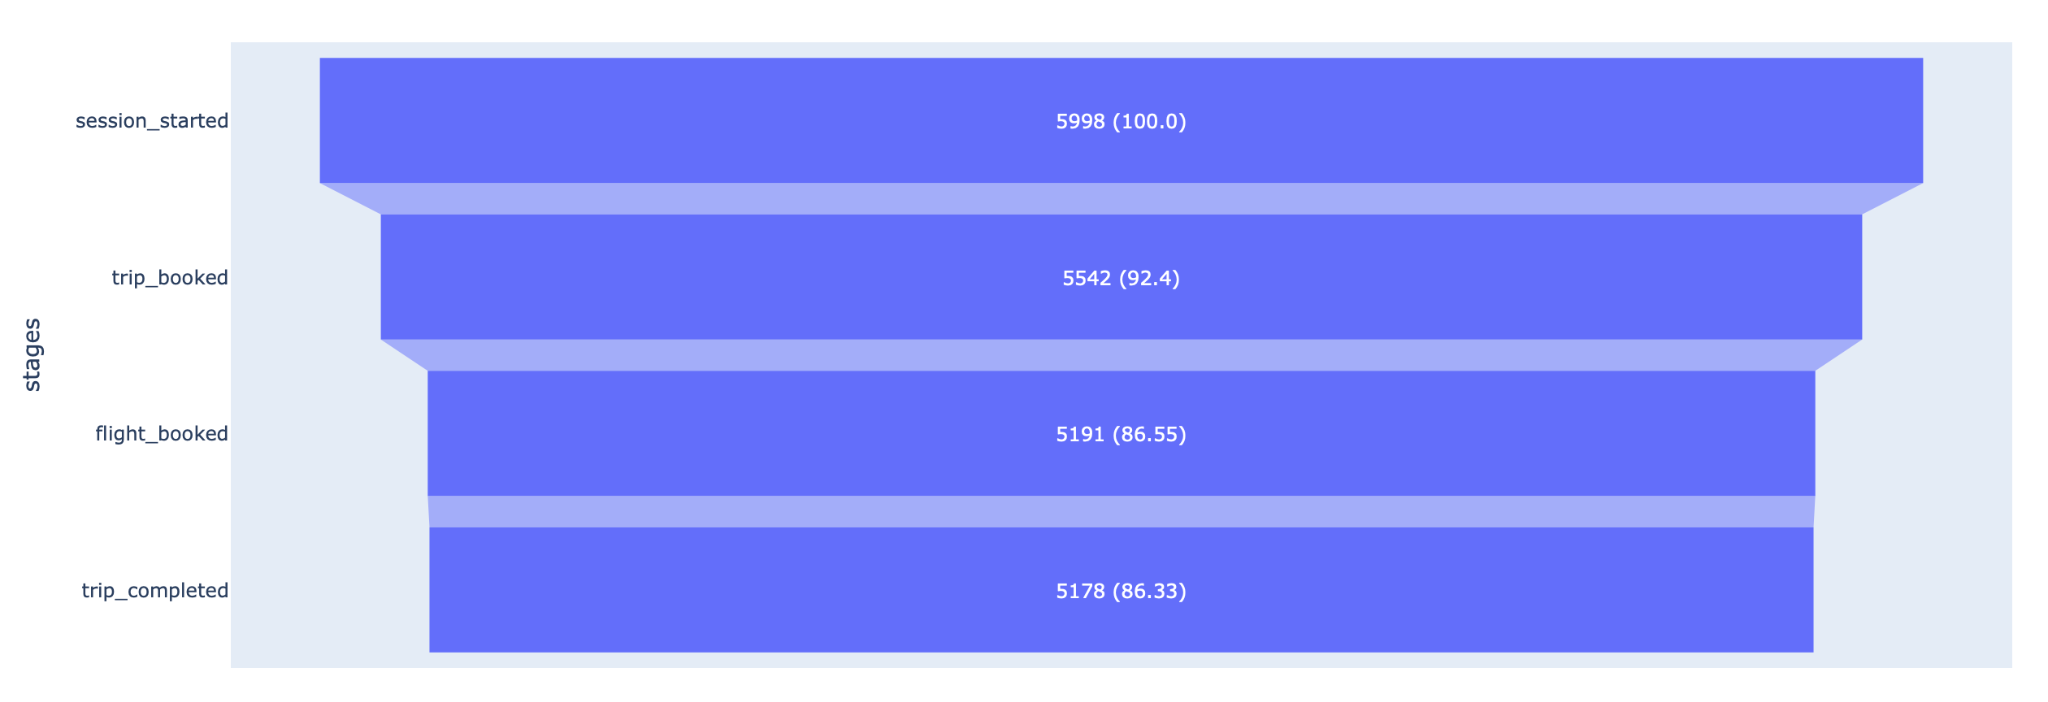 stages
session_started
5998 (100.0)
trip_booked
5542 (92.4)
flight_booked
5191 (86.55)
trip_completed
5178 (86.33)